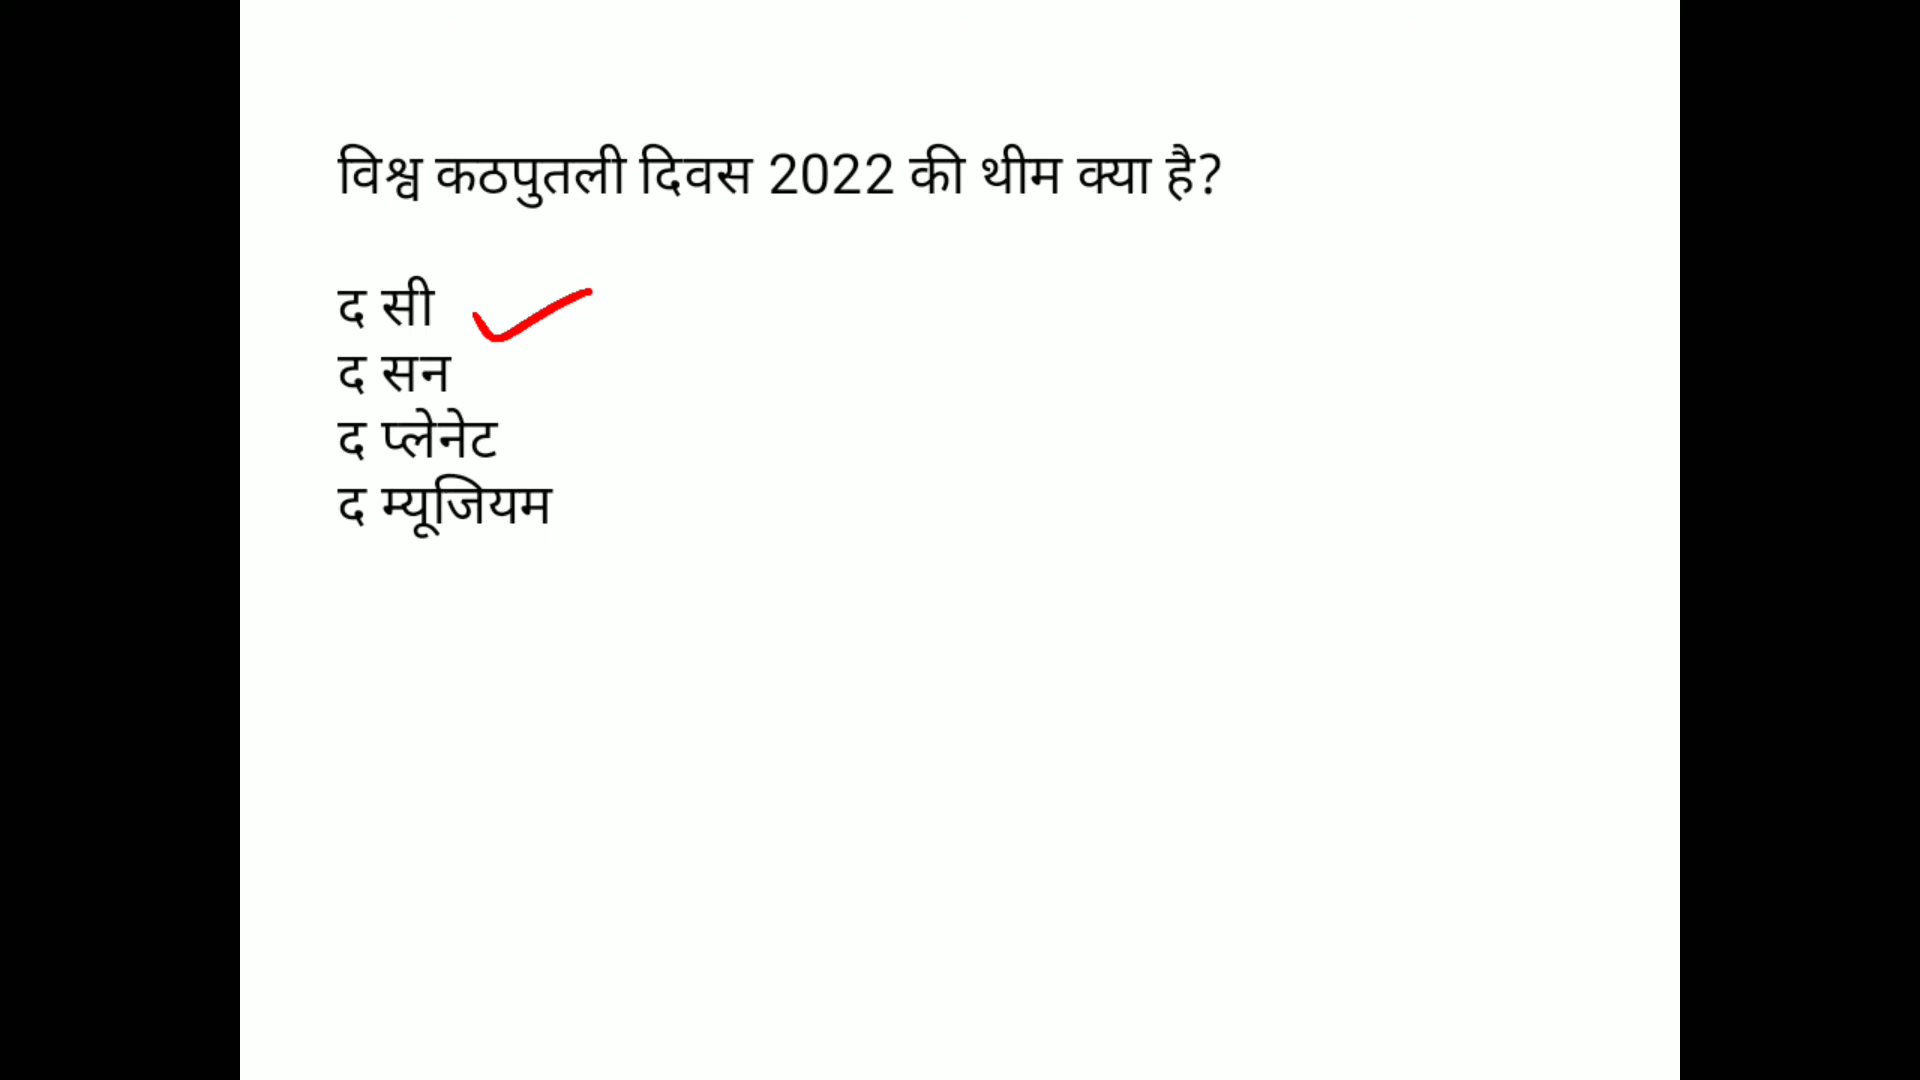 विश्व कठपुतली दिवस 2022 की थीम क्या है?
द सी
द सन
द प्लेनेट
द म्यूजियम